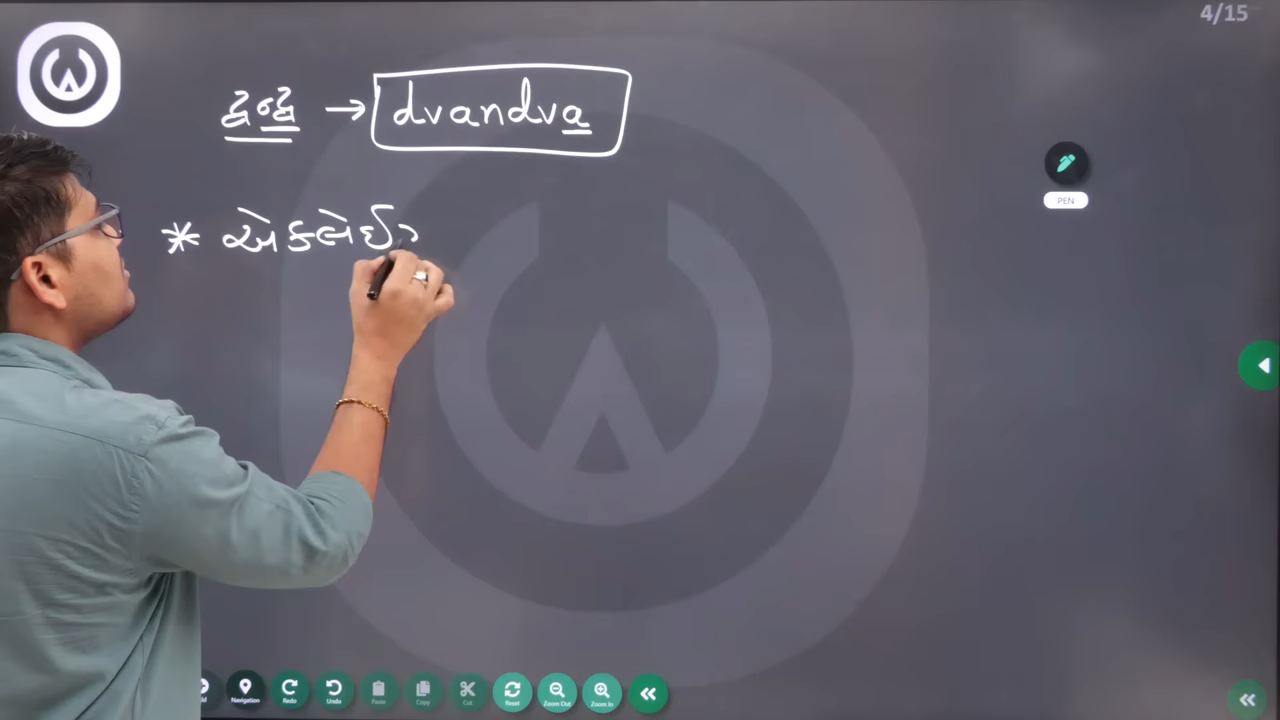 4/15
દ્વન્દ્વ → dvandva
PEN
* એકલેઈ
Navigation Redo Undo Paste Copy Cut Reset Zoom Out Zoom In